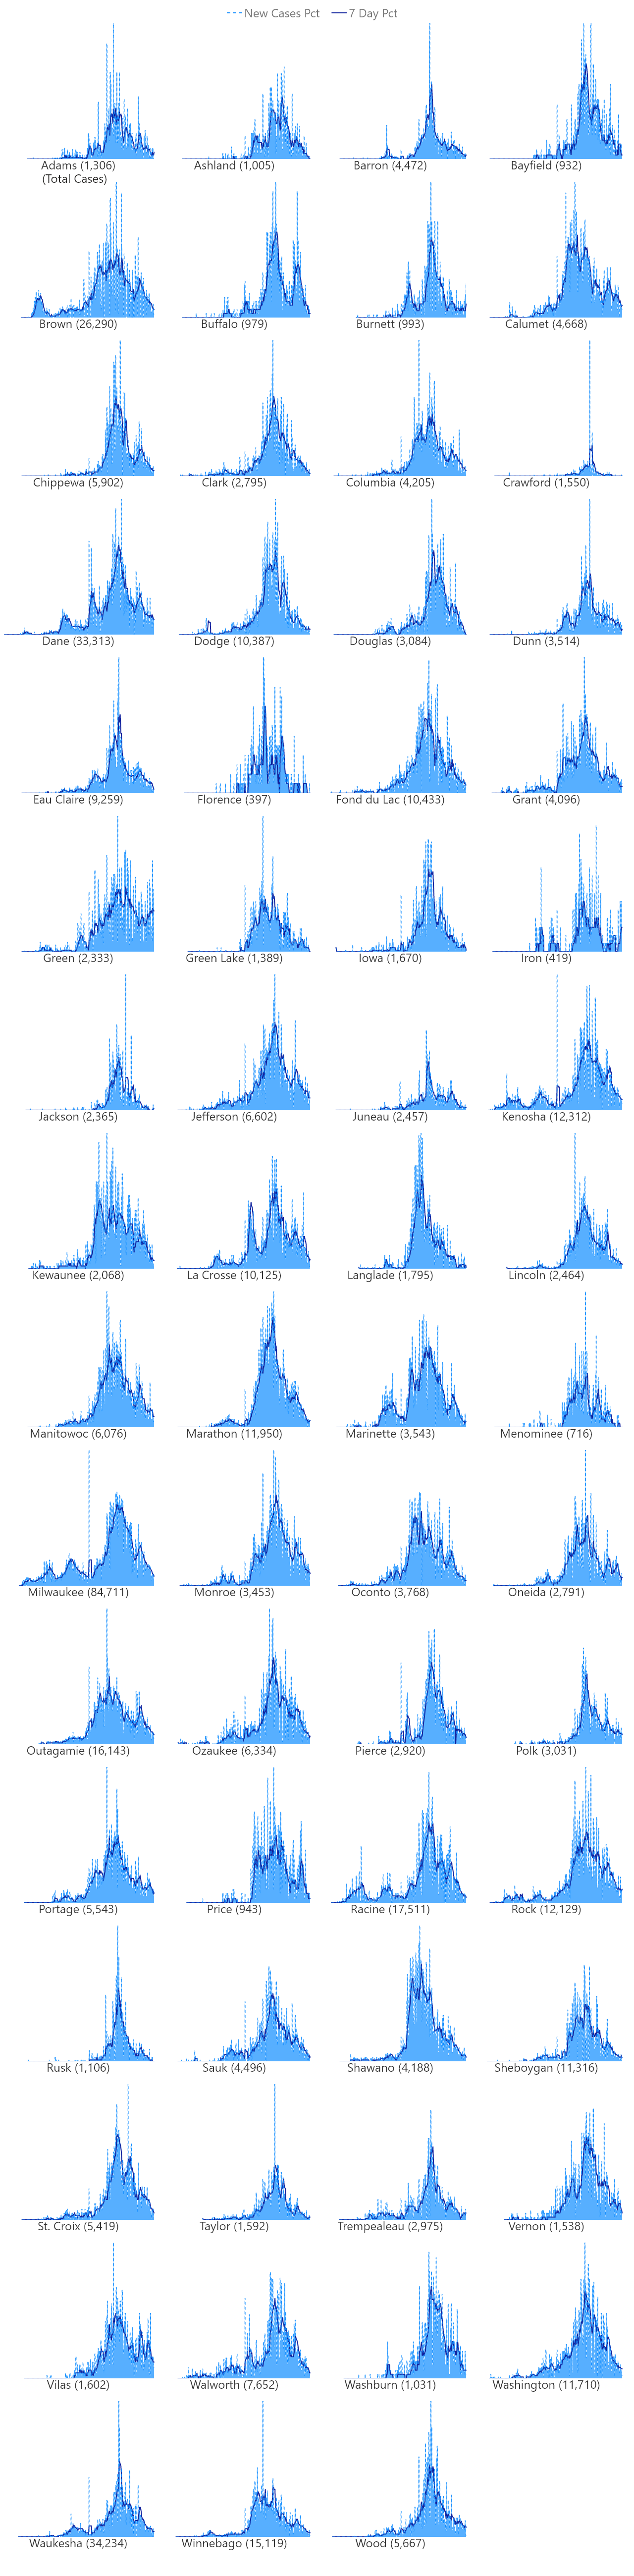 New Cases Pct 7 Day Pct
Adams (1,306) Ashland (1,005) Barron (4,472) Bayfield (932)
(Total Cases)
Brown (26,290) Buffalo (979) Burnett (993) Calumet (4,668)
Chippewa (5,902) Clark (2,795) Columbia (4,205) Crawford (1,550)
Dane (33,313) Dodge (10,387) Douglas (3,084) Dunn (3,514)
Eau Claire (9,259) Florence (397) Fond du Lac (10,433) Grant (4,096)
Green (2,333) Green Lake (1,389) Iowa (1,670) Iron (419)
Jackson (2,365) Jefferson (6,602) Juneau (2,457) Kenosha (12,312)
Kewaunee (2,068) La Crosse (10,125) Langlade (1,795) Lincoln (2,464)
Manitowoc (6,076) Marathon (11,950) Marinette (3,543) Menominee (716)
Milwaukee (84,711) Monroe (3,453) Oconto (3,768) Oneida (2,791)
Outagamie (16,143) Ozaukee (6,334) Pierce (2,920) Polk (3,031)
Portage (5,543) Price (943) Racine (17,511) Rock (12,129)
Rusk (1,106) Sauk (4,496) Shawano (4,188) Sheboygan (11,316)
St. Croix (5,419) Taylor (1,592) Trempealeau (2,975) Vernon (1,538)
Vilas (1,602) Walworth (7,652) Washburn (1,031) Washington (11,710)
Waukesha (34,234) Winnebago (15,119) Wood (5,667)